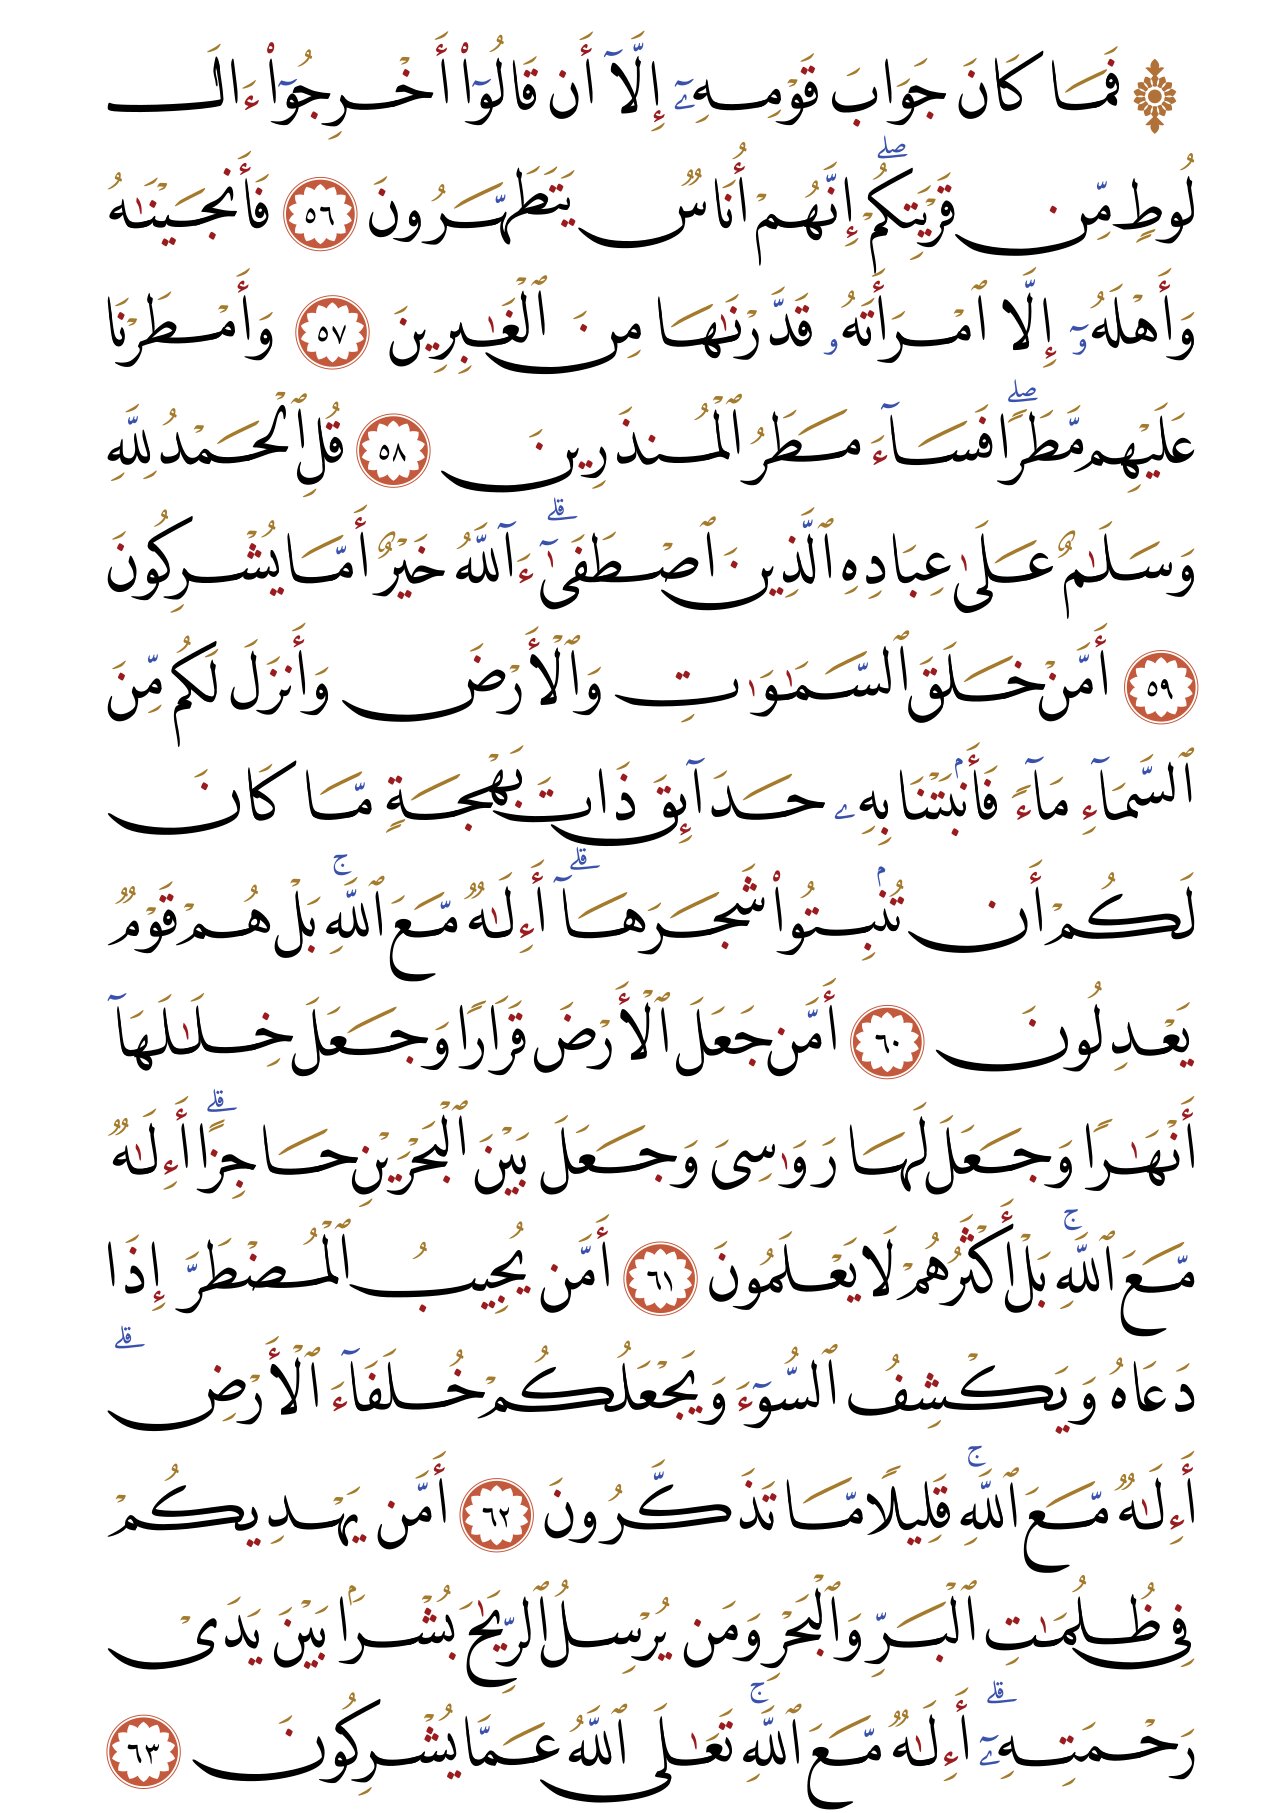 ۞ فَمَا كَانَ جَوَابَ قَوْمِهِۦٓ إِلَّآ أَن قَالُوٓا۟ أَخْرِجُوٓا۟ ءَالَ
لُوطٍ مِّن قَرْيَتِكُمْ ۖ إِنَّهُمْ أُنَاسٌ يَتَطَهَّرُونَ ٥٦ فَأَنجَيْنَـٰهُ
وَأَهْلَهُۥٓ إِلَّا ٱمْرَأَتَهُۥ قَدَّرْنَـٰهَا مِنَ ٱلْغَـٰبِرِينَ ٥٧ وَأَمْطَرْنَا
عَلَيْهِم مَّطَرًا ۖ فَسَآءَ مَطَرُ ٱلْمُنذَرِينَ ٥٨ قُلِ ٱلْحَمْدُ لِلَّهِ
وَسَلَـٰمٌ عَلَىٰ عِبَادِهِ ٱلَّذِينَ ٱصْطَفَىٰٓ ۗ ءَآللَّهُ خَيْرٌ أَمَّا يُشْرِكُونَ
٥٩ أَمَّنْ خَلَقَ ٱلسَّمَـٰوَٰتِ وَٱلْأَرْضَ وَأَنزَلَ لَكُم مِّنَ
ٱلسَّمَآءِ مَآءً فَأَنۢبَتْنَا بِهِۦ حَدَآئِقَ ذَاتَ بَهْجَةٍ مَّا كَانَ
لَكُمْ أَن تُنۢبِتُوا۟ شَجَرَهَآ ۗ أَءِلَـٰهٌ مَّعَ ٱللَّهِ ۚ بَلْ هُمْ قَوْمٌ
يَعْدِلُونَ ٦٠ أَمَّن جَعَلَ ٱلْأَرْضَ قَرَارًا وَجَعَلَ خِلَـٰلَهَآ
أَنْهَـٰرًا وَجَعَلَ لَهَا رَوَٰسِىَ وَجَعَلَ بَيْنَ ٱلْبَحْرَيْنِ حَاجِزًا ۗ أَءِلَـٰهٌ
مَّعَ ٱللَّهِ ۚ بَلْ أَكْثَرُهُمْ لَا يَعْلَمُونَ ٦١ أَمَّن يُجِيبُ ٱلْمُضْطَرَّ إِذَا
دَعَاهُ وَيَكْشِفُ ٱلسُّوٓءَ وَيَجْعَلُكُمْ خُلَفَآءَ ٱلْأَرْضِ ۗ
أَءِلَـٰهٌ مَّعَ ٱللَّهِ ۚ قَلِيلًا مَّا تَذَكَّرُونَ ٦٢ أَمَّن يَهْدِيكُمْ
فِى ظُلُمَـٰتِ ٱلْبَرِّ وَٱلْبَحْرِ وَمَن يُرْسِلُ ٱلرِّيَـٰحَ بُشْرًۢا بَيْنَ يَدَىْ
رَحْمَتِهِۦٓ ۗ أَءِلَـٰهٌ مَّعَ ٱللَّهِ ۚ تَعَـٰلَى ٱللَّهُ عَمَّا يُشْرِكُونَ ٦٣